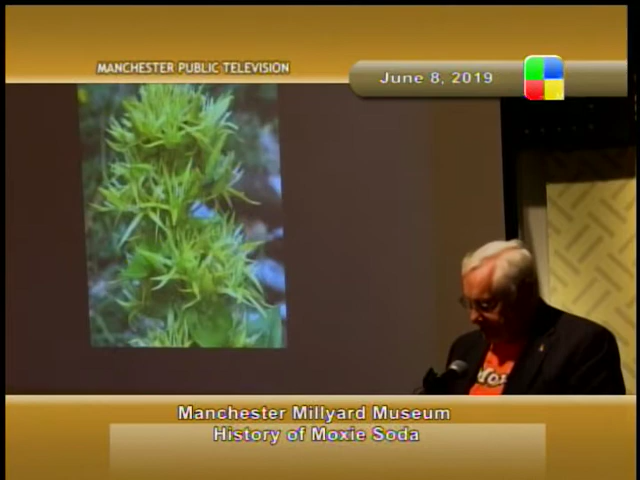 MANCHESTER PUBLIC TELEVISION
June 8, 2019
Manchester Millyard Museum
History of Moxie Soda